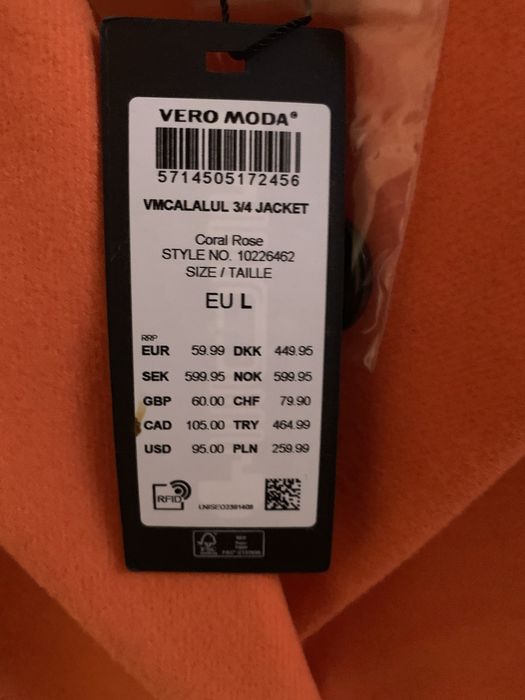 VERO MODA®
5714505172456
VMCALALUL 3/4 JACKET
Coral Rose
STYLE NO. 10226462
SIZE / TAILLE
EU L
RRP
EUR 59.99 DKK 449.95
SEK 599.95 NOK 599.95
GBP 60.00 CHF 79.90
CAD 105.00 TRY 464.99
USD 95.00 PLN 259.99
RFID
FSC